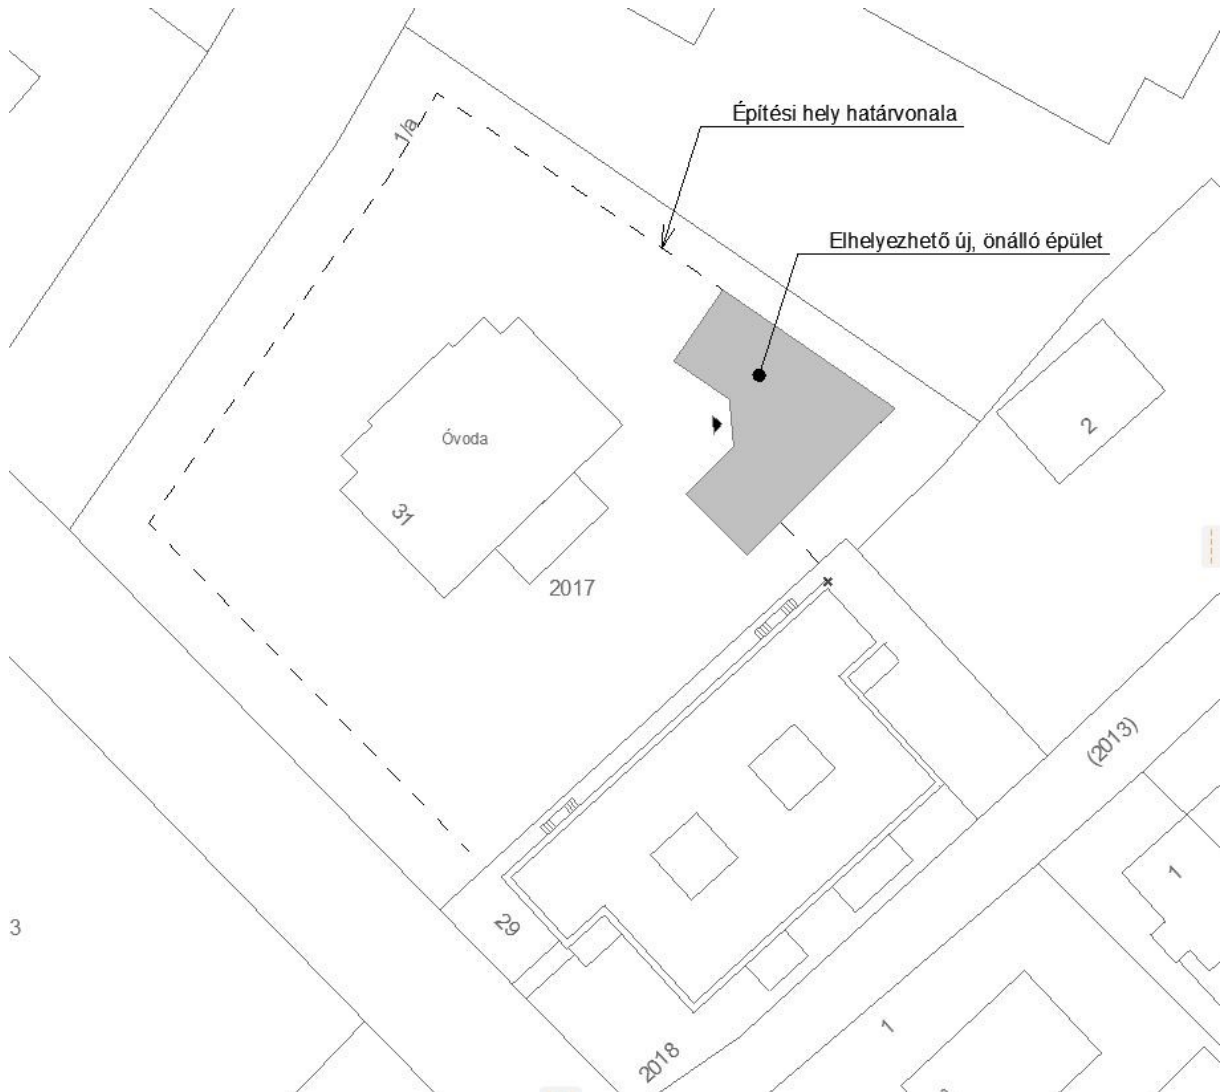 1/a
Építési hely határvonala
Elhelyezhető új, önálló épület
2
Óvoda
31
2017
(2013)
1
29
3
1
2018